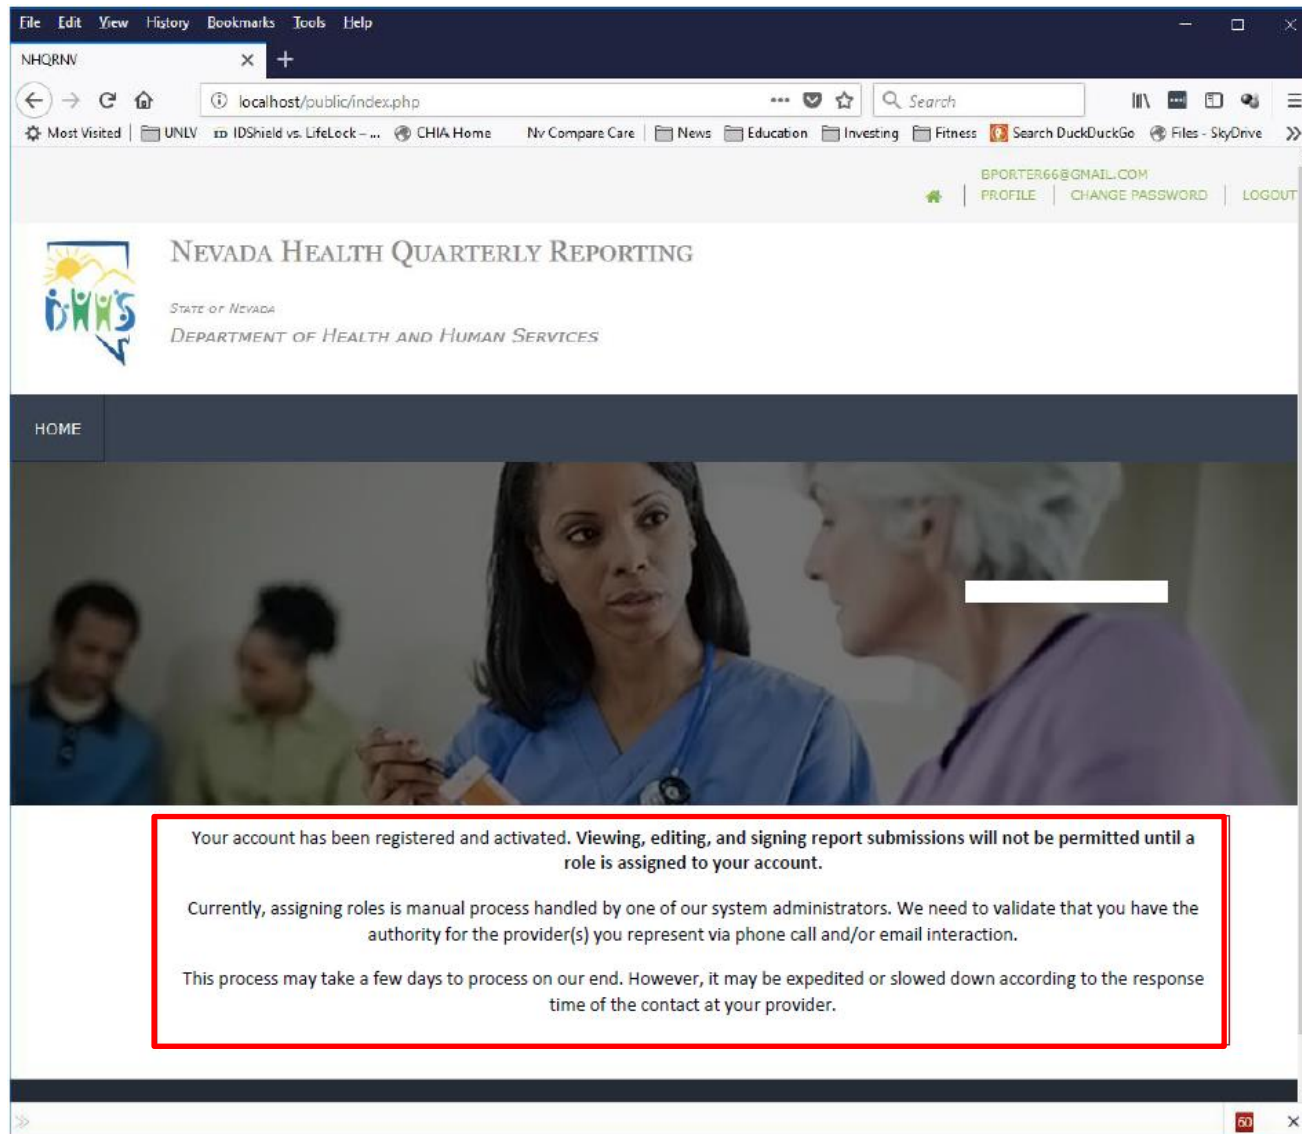 File Edit View History Bookmarks Tools Help
NHQRNV
localhost/public/index.php
Search
Most Visited UNLV IDShield vs. LifeLock – ... CHIA Home Nv Compare Care News Education Investing Fitness Search DuckDuckGo Files - SkyDrive
BPORTER66@GMAIL.COM
PROFILE CHANGE PASSWORD LOGOUT
NEVADA HEALTH QUARTERLY REPORTING
STATE OF NEVADA
DEPARTMENT OF HEALTH AND HUMAN SERVICES
DHHS
HOME
Your account has been registered and activated. Viewing, editing, and signing report submissions will not be permitted until a
role is assigned to your account.
Currently, assigning roles is manual process handled by one of our system administrators. We need to validate that you have the
authority for the provider(s) you represent via phone call and/or email interaction.
This process may take a few days to process on our end. However, it may be expedited or slowed down according to the response
time of the contact at your provider.
60